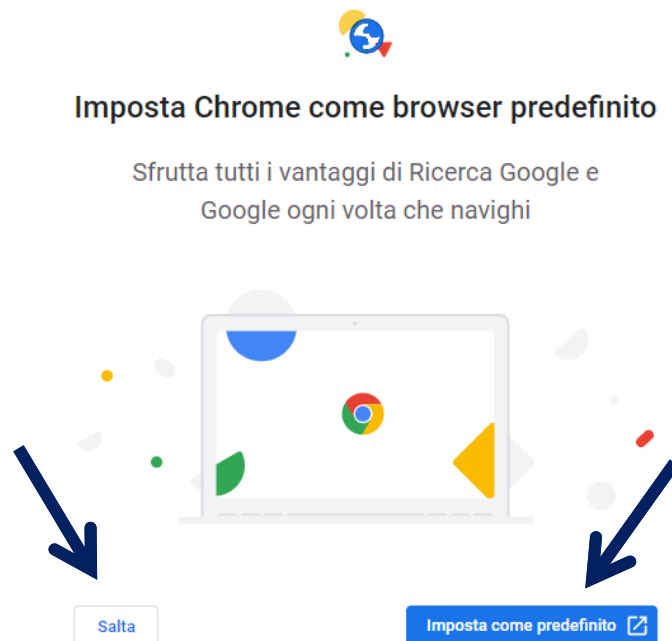 Imposta Chrome come browser predefinito
Sfrutta tutti i vantaggi di Ricerca Google e
Google ogni volta che navighi
Salta
Imposta come predefinito